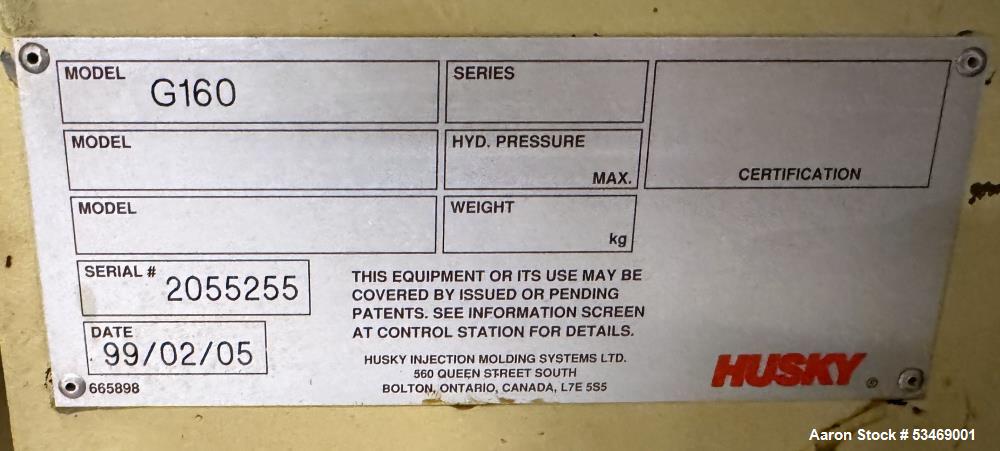 MODEL G160
SERIES
MODEL
HYD. PRESSURE
MAX.
CERTIFICATION
MODEL
WEIGHT
kg
SERIAL # 2055255
DATE
99/02/05
665898
THIS EQUIPMENT OR ITS USE MAY BE
COVERED BY ISSUED OR PENDING
PATENTS. SEE INFORMATION SCREEN
AT CONTROL STATION FOR DETAILS.
HUSKY INJECTION MOLDING SYSTEMS LTD.
560 QUEEN STREET SOUTH
BOLTON, ONTARIO, CANADA, L7E 5S5
HUSKY ®
Aaron Stock # 53469001